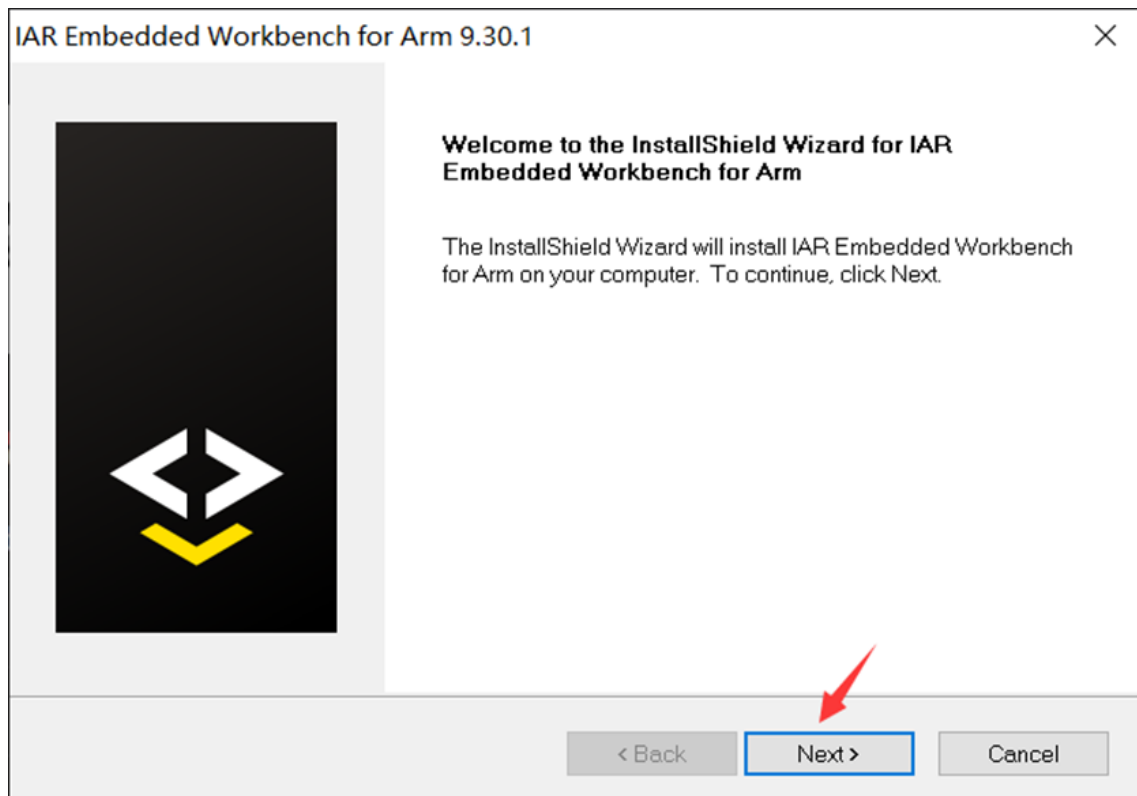 IAR Embedded Workbench for Arm 9.30.1
Welcome to the InstallShield Wizard for IAR
Embedded Workbench for Arm
The InstallShield Wizard will install IAR Embedded Workbench
for Arm on your computer.  To continue, click Next.
< Back
Next >
Cancel